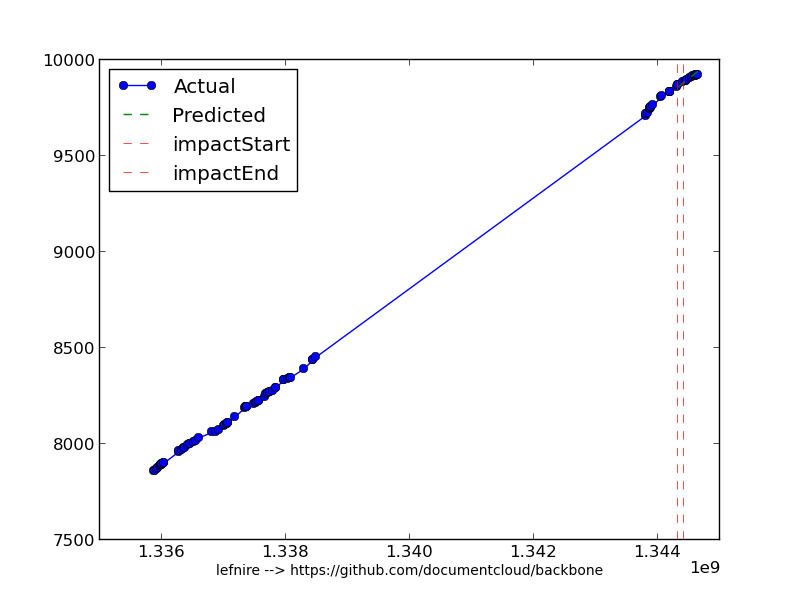 10000
9500
9000
8500
8000
7500
Actual
Predicted
impactStart
impactEnd
1.336 1.338 1.340 1.342 1.344
1e9
lefnire --> https://github.com/documentcloud/backbone